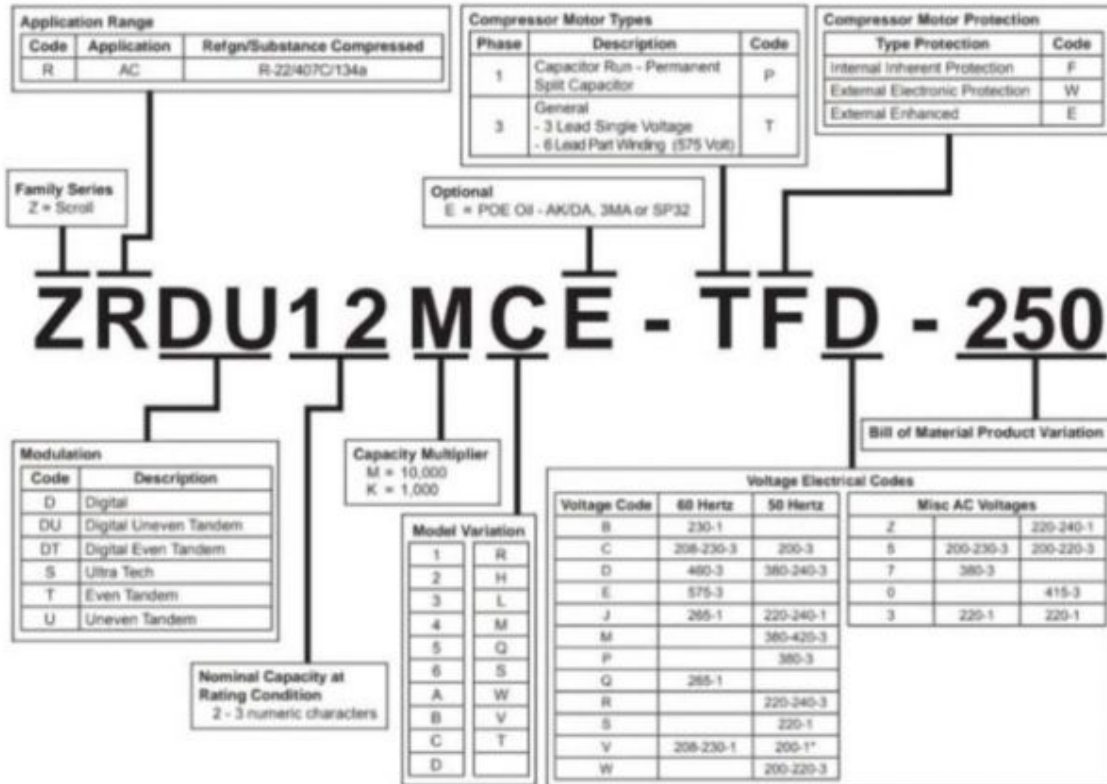 Application Range
Code Application Refgn/Substance Compressed
R AC R-22/407C/134a
Compressor Motor Types
Phase Description Code
1 Capacitor Run - Permanent Split Capacitor P
3 General
- 3 Lead Single Voltage
- 6 Lead Part Winding (575 Volt) T
Compressor Motor Protection
Type Protection Code
Internal Inherent Protection F
External Electronic Protection W
External Enhanced E
Family Series
Z = Scroll
Optional
E = POE Oil - AK/DA, 3MA or SP32
ZRDU12MCE - TFD - 250
Modulation
Code Description
D Digital
DU Digital Uneven Tandem
DT Digital Even Tandem
S Ultra Tech
T Even Tandem
U Uneven Tandem
Nominal Capacity at
Rating Condition
2 - 3 numeric characters
Capacity Multiplier
M = 10,000
K = 1,000
Model Variation
1 R
2 H
3 L
4 M
5 Q
6 S
A W
B V
C T
D
Bill of Material Product Variation
Voltage Electrical Codes
Voltage Code 60 Hertz 50 Hertz
B 230-1
C 208-230-3 200-3
D 460-3 380-240-3
E 575-3
J 265-1 220-240-1
M 380-420-3
P 380-3
Q 265-1
R 220-240-3
S 220-1
V 208-230-1 200-1*
W 200-220-3
Misc AC Voltages
Z 220-240-1
5 200-230-3 200-220-3
7 380-3
0 415-3
3 220-1 220-1